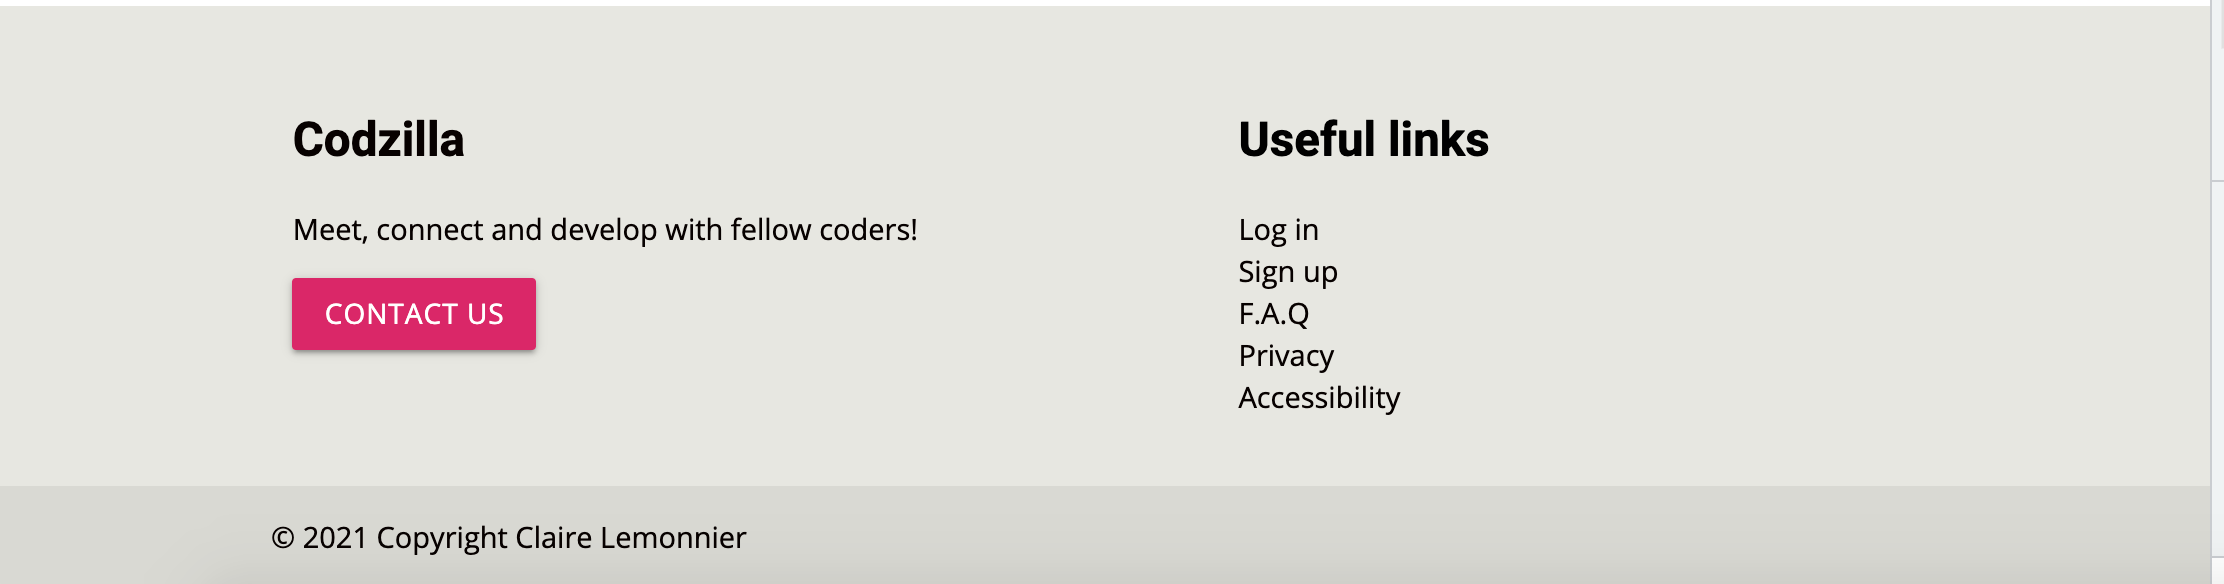 Codzilla
Meet, connect and develop with fellow coders!
CONTACT US
Useful links
Log in
Sign up
F.A.Q
Privacy
Accessibility
© 2021 Copyright Claire Lemonnier